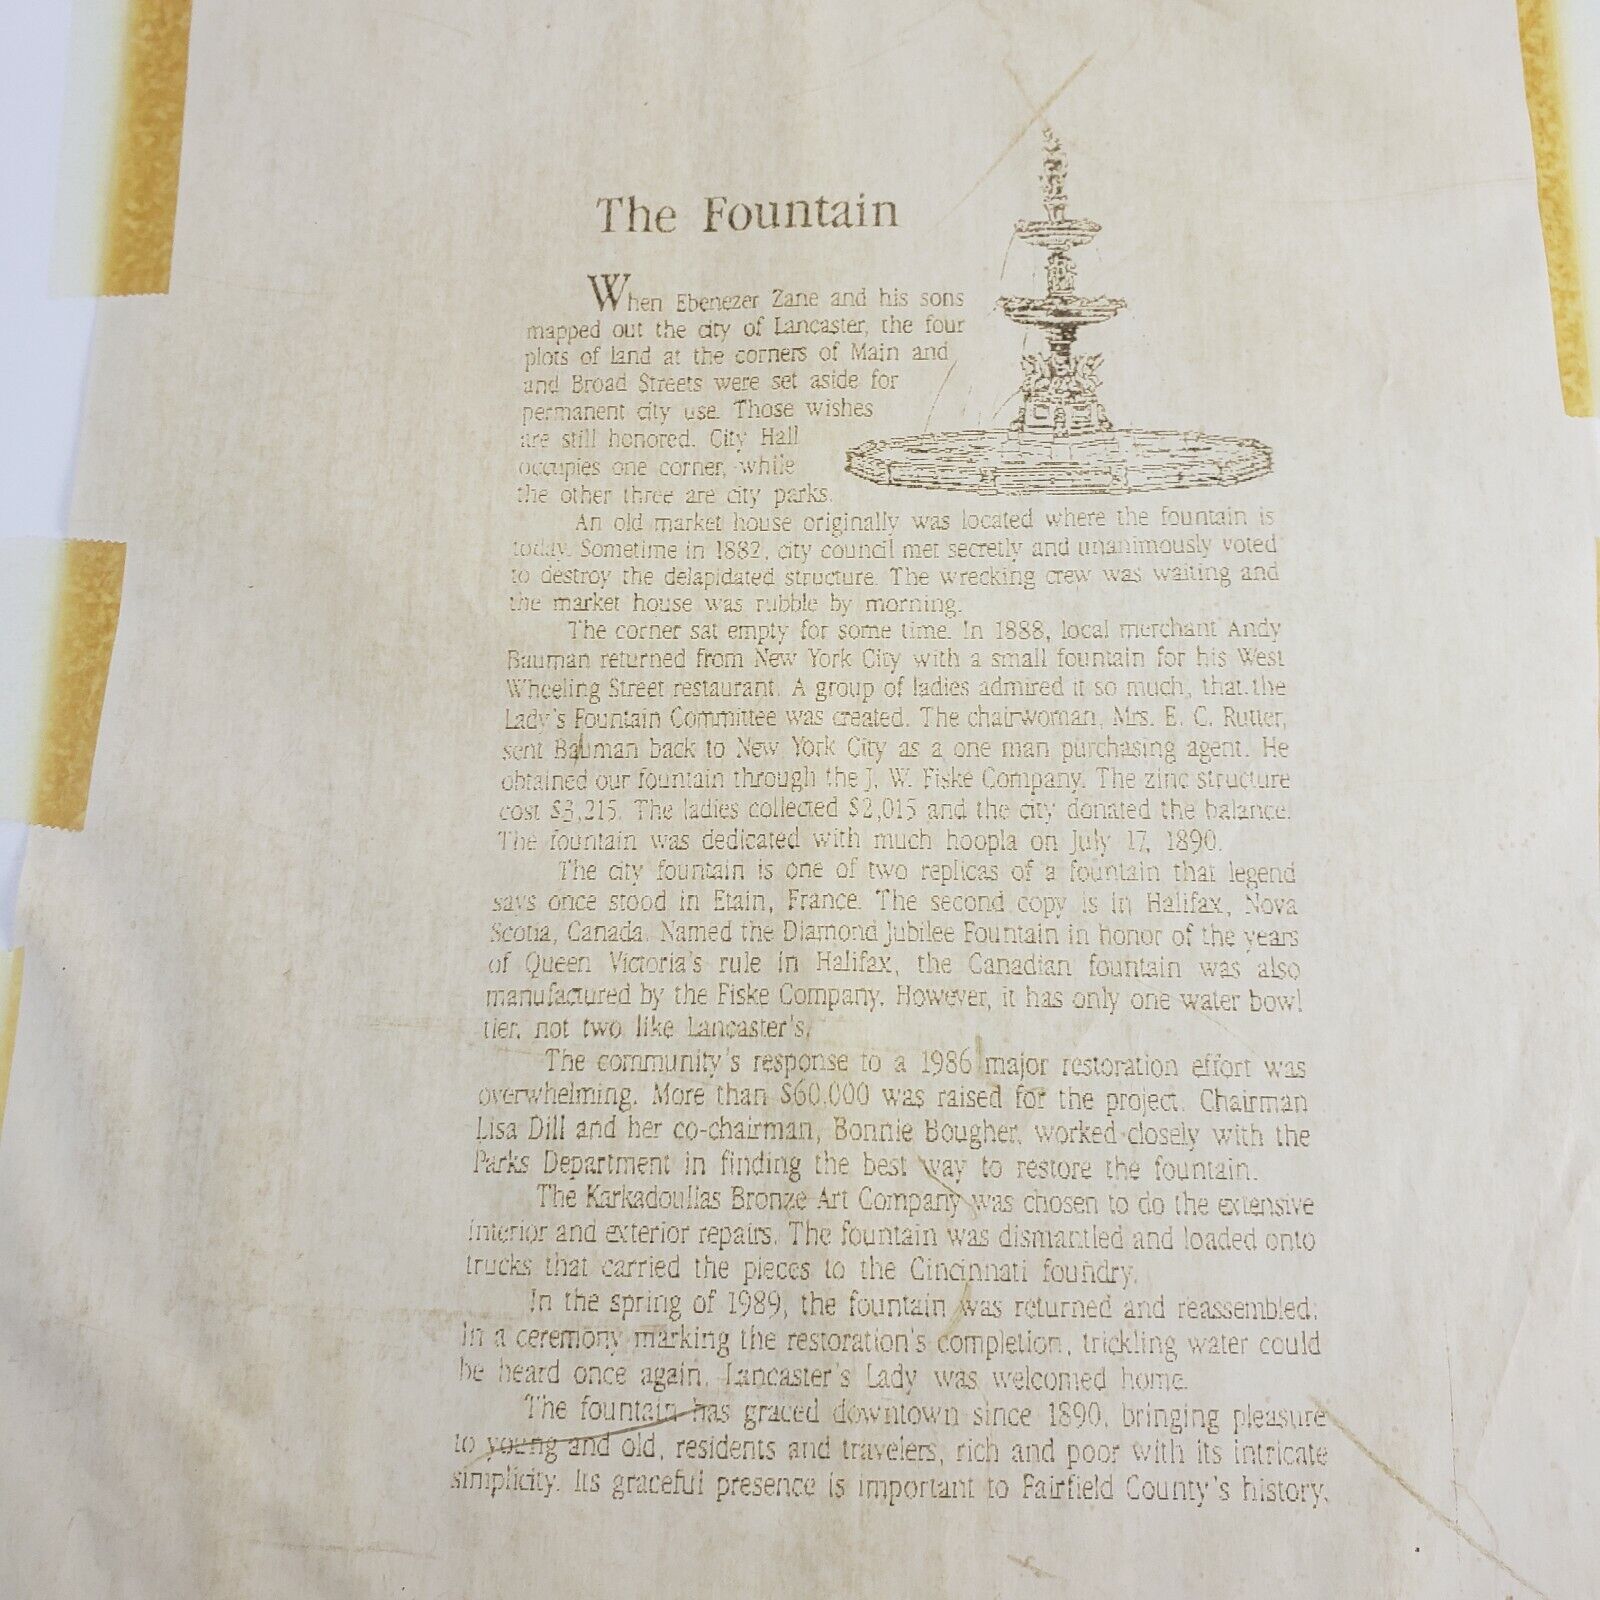 The Fountain
When Ebenezer Zane and his sons
mapped out the city of Lancaster, the four
plots of land at the corners of Main and
and Broad Streets were set aside for
permanent city use. Those wishes
are still honored. City Hall
occupies one corner, while
the other three are city parks.
An old market house originally was located where the fountain is
today. Sometime in 1882, city council met secretly and unanimously voted
to destroy the delapidated structure. The wrecking crew was waiting and
the market house was rubble by morning.
The corner sat empty for some time. In 1888, local merchant Andy
Bauman returned from New York City with a small fountain for his West
Wheeling Street restaurant. A group of ladies admired it so much, that the
Lady's Fountain Committee was created. The chairwoman, Mrs. E. C. Rutter,
sent Bauman back to New York City as a one man purchasing agent. He
obtained our fountain through the J. W. Fiske Company. The zinc structure
cost $3,215. The ladies collected $2,015 and the city donated the balance.
The fountain was dedicated with much hoopla on July 17, 1890.
The city fountain is one of two replicas of a fountain that legend
says once stood in Etain, France. The second copy is in Halifax, Nova
Scotia, Canada. Named the Diamond Jubilee Fountain in honor of the years
of Queen Victoria's rule in Halifax, the Canadian fountain was also
manufactured by the Fiske Company. However, it has only one water bowl
tier, not two like Lancaster's.
The community's response to a 1986 major restoration effort was
overwhelming. More than $60,000 was raised for the project. Chairman
Lisa Dill and her co-chairman, Bonnie Bougher, worked closely with the
Parks Department in finding the best way to restore the fountain.
The Karkadoulias Bronze Art Company was chosen to do the extensive
interior and exterior repairs. The fountain was dismantled and loaded onto
trucks that carried the pieces to the Cincinnati foundry.
In the spring of 1989, the fountain was returned and reassembled.
In a ceremony marking the restoration's completion, trickling water could
be heard once again. Lancaster's Lady was welcomed home.
The fountain has graced downtown since 1890, bringing pleasure
to young and old, residents and travelers, rich and poor with its intricate
simplicity. Its graceful presence is important to Fairfield County's history.